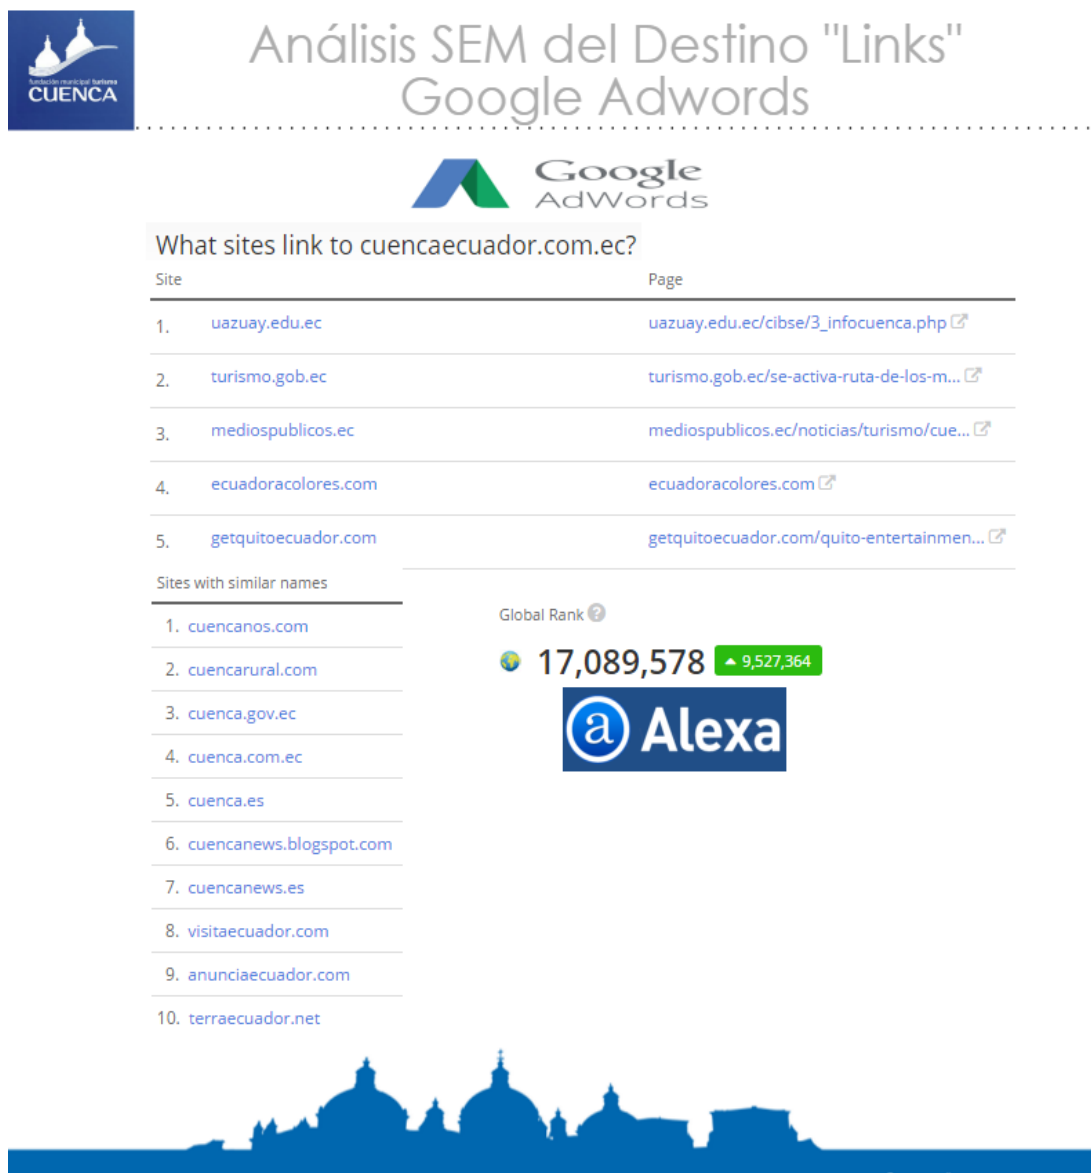 fundación municipal turismo
CUENCA
Análisis SEM del Destino "Links"
Google Adwords
Google
AdWords
What sites link to cuencaecuador.com.ec?
Site Page
1. uazuay.edu.ec uazuay.edu.ec/cibse/3_infocuenca.php
2. turismo.gob.ec turismo.gob.ec/se-activa-ruta-de-los-m...
3. mediospublicos.ec mediospublicos.ec/noticias/turismo/cue...
4. ecuadoracolores.com ecuadoracolores.com
5. getquitoecuador.com getquitoecuador.com/quito-entertainmen...
Sites with similar names
1. cuencanos.com
2. cuencarural.com
3. cuenca.gov.ec
4. cuenca.com.ec
5. cuenca.es
6. cuencanews.blogspot.com
7. cuencanews.es
8. visitaecuador.com
9. anunciaecuador.com
10. terraecuador.net
Global Rank ?
17,089,578 9,527,364
a Alexa